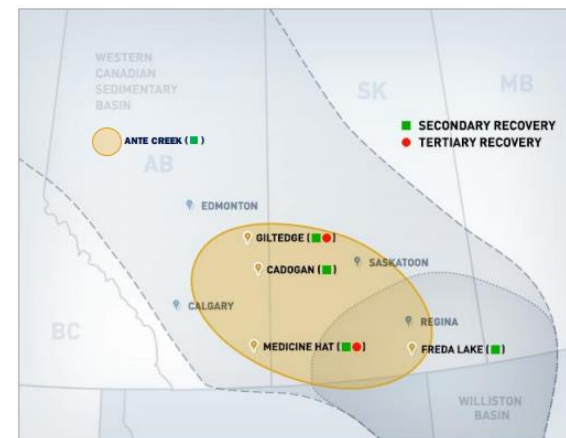 WESTERN
CANADIAN
SEDIMENTARY
BASIN
SK
MB
SECONDARY RECOVERY
TERTIARY RECOVERY
ANTE CREEK ( )
AB
EDMONTON
GILTEDGE ( )
SASKATOON
CADOGAN ( )
CALGARY
REGINA
BC
MEDICINE HAT ( )
FREDA LAKE ( )
WILLISTON
BASIN